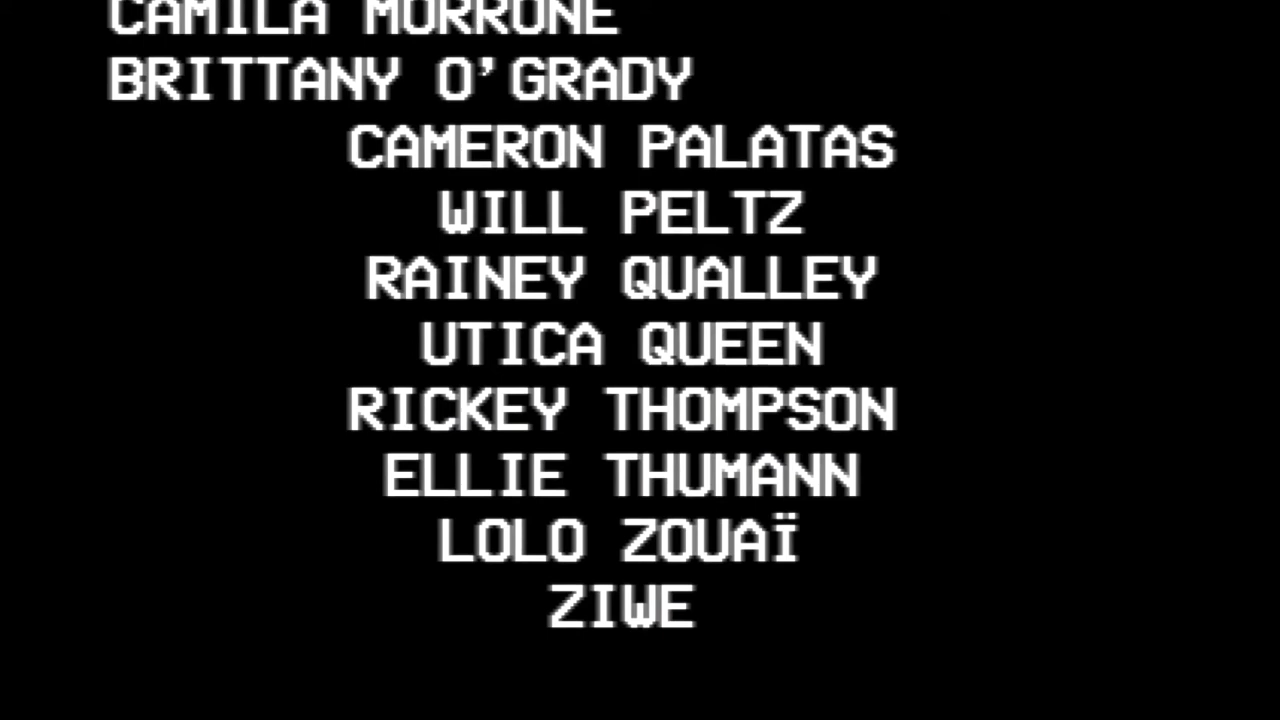 CAMILA MORRONE
BRITTANY O'GRADY
CAMERON PALATAS
WILL PELTZ
RAINEY QUALLEY
UTICA QUEEN
RICKEY THOMPSON
ELLIE THUMANN
LOLO ZOUAÏ
ZIWE